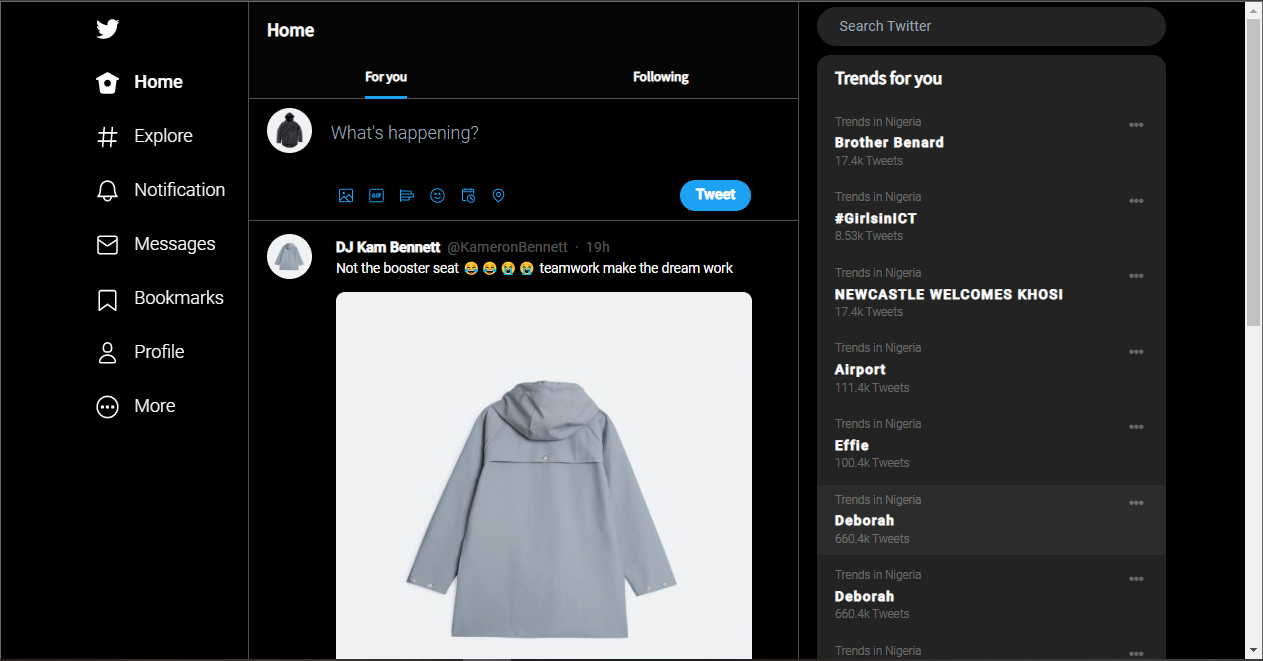 Home
Explore
Notification
Messages
Bookmarks
Profile
More
Home
For you
Following
What's happening?
GIF
Tweet
DJ Kam Bennett @KameronBennett · 19h
Not the booster seat 😂 😂 😭 😭 teamwork make the dream work
Search Twitter
Trends for you
Trends in Nigeria
Brother Benard
17.4k Tweets
Trends in Nigeria
#GirlsinICT
8.53k Tweets
Trends in Nigeria
NEWCASTLE WELCOMES KHOSI
17.4k Tweets
Trends in Nigeria
Airport
111.4k Tweets
Trends in Nigeria
Effie
100.4k Tweets
Trends in Nigeria
Deborah
660.4k Tweets
Trends in Nigeria
Deborah
660.4k Tweets
Trends in Nigeria